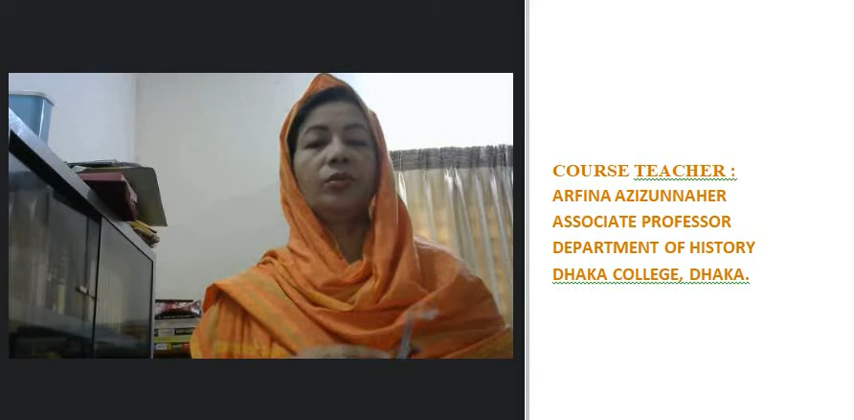 COURSE TEACHER :
ARFINA AZIZUNNAHER
ASSOCIATE PROFESSOR
DEPARTMENT OF HISTORY
DHAKA COLLEGE, DHAKA.